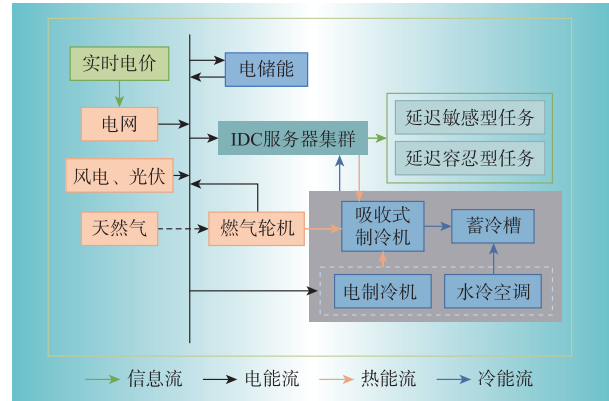 实时电价
电储能
电网
IDC服务器集群
延迟敏感型任务
延迟容忍型任务
风电、光伏
天然气
燃气轮机
吸收式
制冷机
蓄冷槽
电制冷机
水冷空调
信息流
电能流
热能流
冷能流